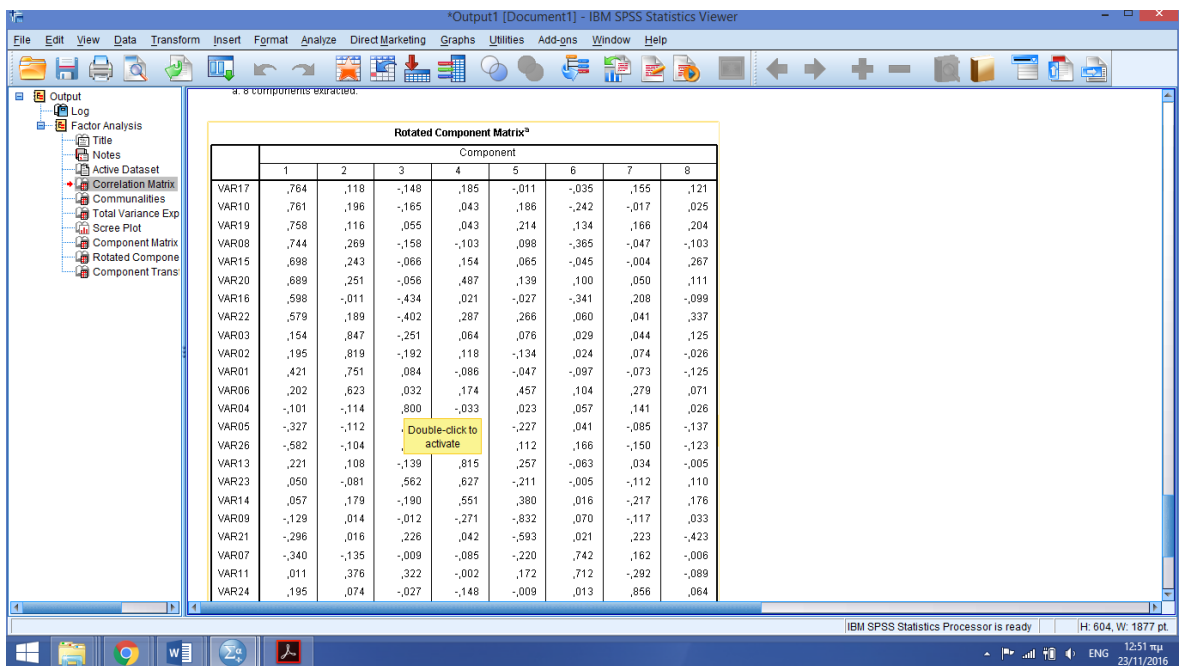 *Output1 [Document1] - IBM SPSS Statistics Viewer
File Edit View Data Transform Insert Format Analyze Direct Marketing Graphs Utilities Add-ons Window Help
Output
Log
Factor Analysis
Title
Notes
Active Dataset
Correlation Matrix
Communalities
Total Variance Exp
Scree Plot
Component Matrix
Rotated Compone
Component Trans
a. 8 components extracted.
Rotated Component Matrixa
Component
1 2 3 4 5 6 7 8
VAR17 ,764 ,118 -,148 ,185 -,011 -,035 ,155 ,121
VAR10 ,761 ,196 -,165 ,043 ,186 -,242 -,017 ,025
VAR19 ,758 ,116 ,055 ,043 ,214 ,134 ,166 ,204
VAR08 ,744 ,269 -,158 -,103 ,098 -,365 -,047 -,103
VAR15 ,698 ,243 -,066 ,154 ,065 -,045 -,004 ,267
VAR20 ,689 ,251 -,056 ,487 ,139 ,100 ,050 ,111
VAR16 ,598 -,011 -,434 ,021 -,027 -,341 ,208 -,099
VAR22 ,579 ,189 -,402 ,287 ,266 ,060 ,041 ,337
VAR03 ,154 ,847 -,251 ,064 ,076 ,029 ,044 ,125
VAR02 ,195 ,819 -,192 ,118 -,134 ,024 ,074 -,026
VAR01 ,421 ,751 ,084 -,086 -,047 -,097 -,073 -,125
VAR06 ,202 ,623 ,032 ,174 ,457 ,104 ,279 ,071
VAR04 -,101 -,114 ,800 -,033 ,023 ,057 ,141 ,026
VAR05 -,327 -,112 -,227 ,041 -,085 -,137
VAR26 -,582 -,104 ,112 ,166 -,150 -,123
Double-click to
activate
VAR13 ,221 ,108 -,139 ,815 ,257 -,063 ,034 -,005
VAR23 ,050 -,081 ,562 ,627 -,211 -,005 -,112 ,110
VAR14 ,057 ,179 -,190 ,551 ,380 ,016 -,217 ,176
VAR09 -,129 ,014 -,012 -,271 -,832 ,070 -,117 ,033
VAR21 -,296 ,016 ,226 ,042 -,593 ,021 ,223 -,423
VAR07 -,340 -,135 -,009 -,085 -,220 ,742 ,162 -,006
VAR11 ,011 ,376 ,322 -,002 ,172 ,712 -,292 -,089
VAR24 ,195 ,074 -,027 -,148 -,009 ,013 ,856 ,064
IBM SPSS Statistics Processor is ready H: 604, W: 1877 pt.
ENG
12:51 πμ
23/11/2016